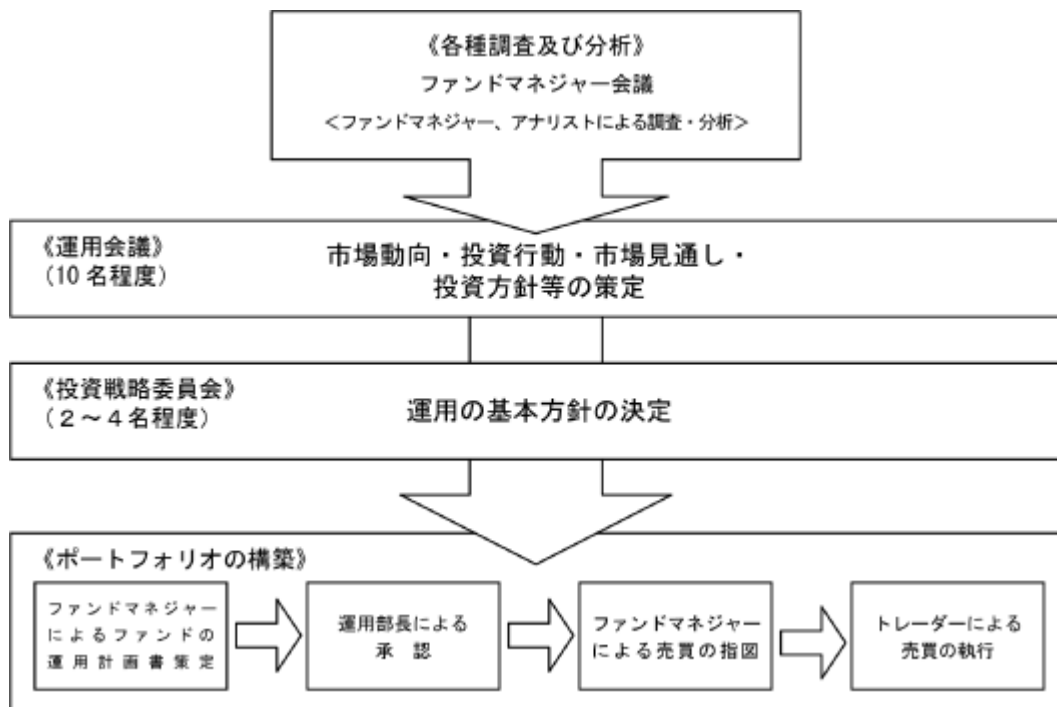 《各種調査及び分析》
ファンドマネジャー会議
＜ファンドマネジャー、アナリストによる調査・分析＞
《運用会議》
(10名程度)
市場動向・投資行動・市場見通し・
投資方針等の策定
《投資戦略委員会》
(２～４名程度)
運用の基本方針の決定
《ポートフォリオの構築》
ファンドマネジャー
によるファンドの
運用計画書策定
運用部長による
承　認
ファンドマネジャー
による売買の指図
トレーダーによる
売買の執行